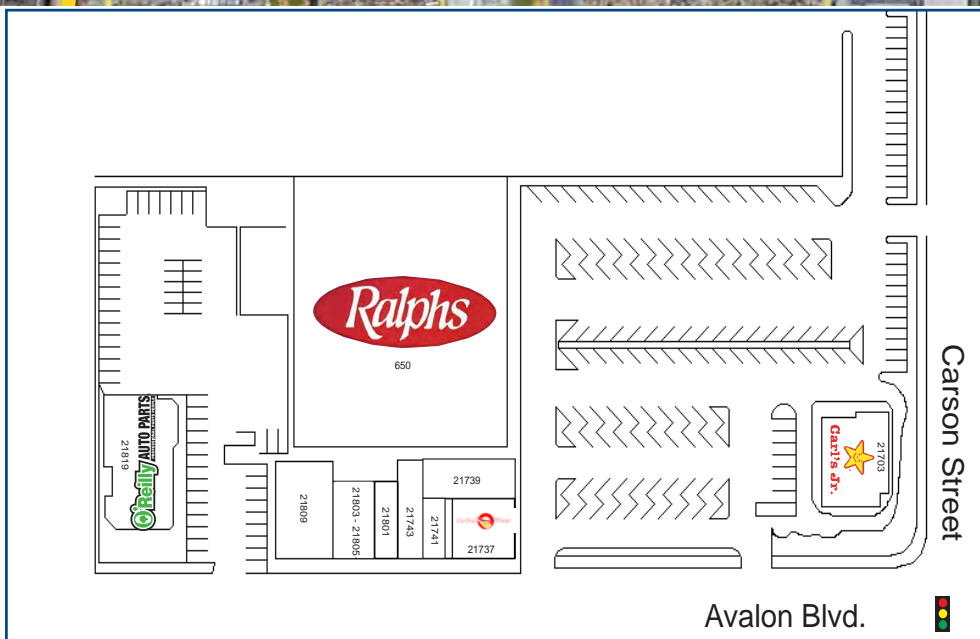 Ralphs
650
Carson Street
21703
Carl's Jr.
O'Reilly AUTO PARTS
21819
21809
21803 - 21805
21801
21743
21741
21739
21737
Avalon Blvd.